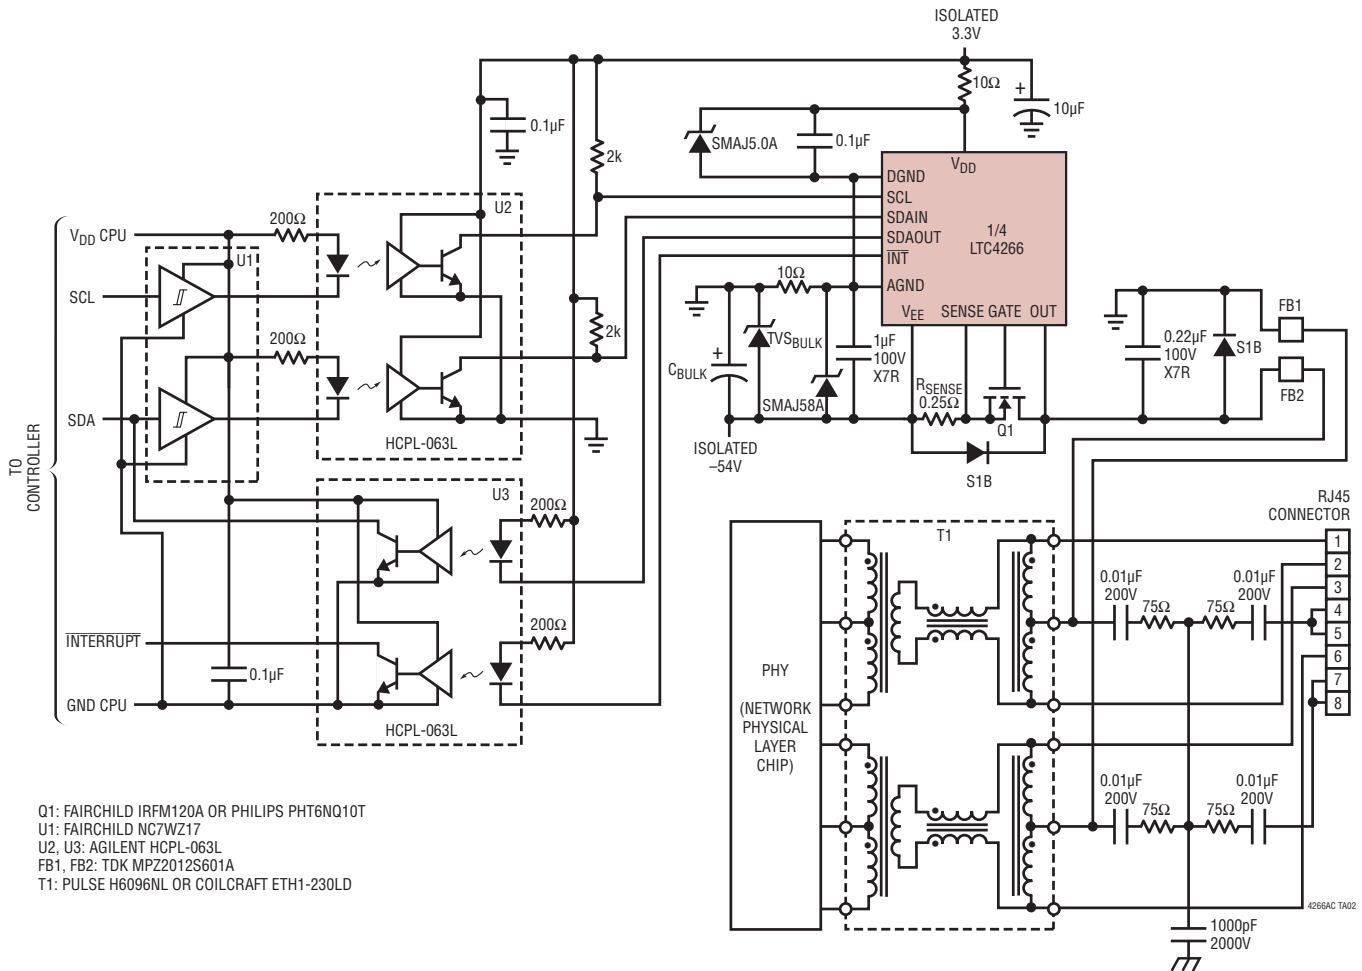 ISOLATED
3.3V
10Ω
+
10µF
0.1µF
SMAJ5.0A
0.1µF
2k
VDD
DGND
SCL
SDAIN
SDAOUT
INT
AGND
1/4
LTC4266
VEE
SENSE
GATE
OUT
U2
200Ω
VDD CPU
U1
SCL
200Ω
SDA
HCPL-063L
2k
10Ω
+
CBULK
TVSBULK
SMAJ58A
1µF
100V
X7R
RSENSE
0.25Ω
Q1
S1B
ISOLATED
–54V
0.22µF
100V
X7R
S1B
FB1
FB2
TO
CONTROLLER
U3
200Ω
200Ω
INTERRUPT
0.1µF
GND CPU
HCPL-063L
T1
PHY
(NETWORK
PHYSICAL
LAYER
CHIP)
RJ45
CONNECTOR
1
2
3
4
5
6
7
8
0.01µF
200V
75Ω
75Ω
0.01µF
200V
0.01µF
200V
75Ω
75Ω
0.01µF
200V
1000pF
2000V
Q1: FAIRCHILD IRFM120A OR PHILIPS PHT6NQ10T
U1: FAIRCHILD NC7WZ17
U2, U3: AGILENT HCPL-063L
FB1, FB2: TDK MPZ2012S601A
T1: PULSE H6096NL OR COILCRAFT ETH1-230LD
4266AC TA02